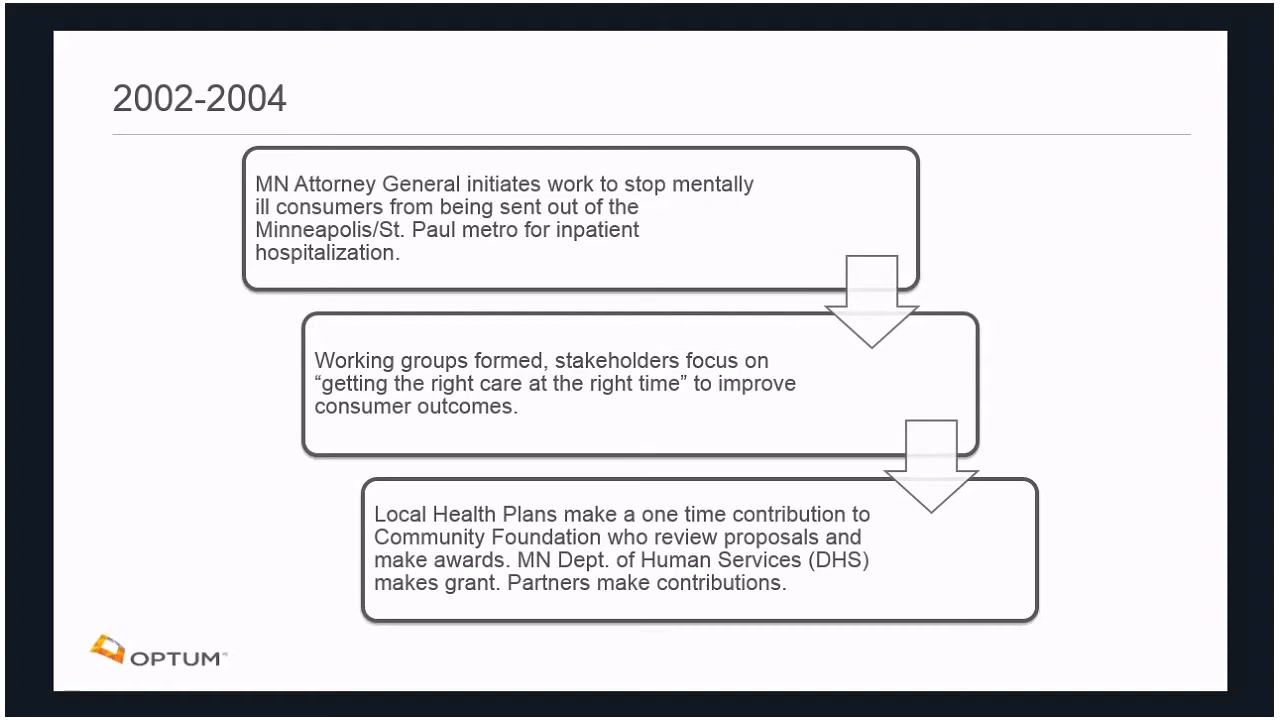 2002-2004
MN Attorney General initiates work to stop mentally
ill consumers from being sent out of the
Minneapolis/St. Paul metro for inpatient
hospitalization.
Working groups formed, stakeholders focus on
“getting the right care at the right time” to improve
consumer outcomes.
Local Health Plans make a one time contribution to
Community Foundation who review proposals and
make awards. MN Dept. of Human Services (DHS)
makes grant. Partners make contributions.
OPTUM™